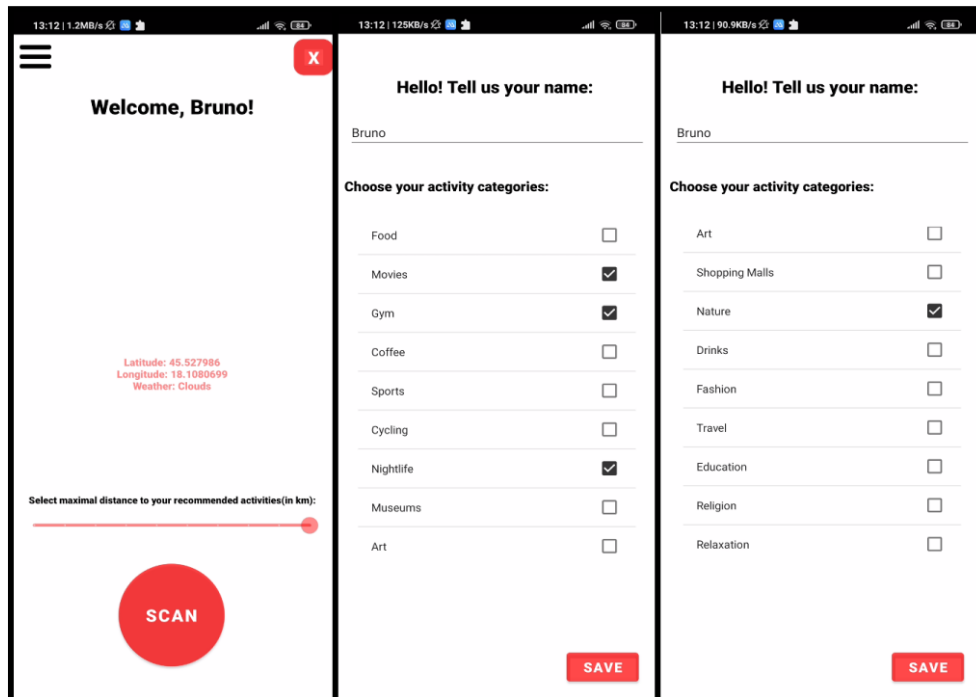 13:12 | 1.2MB/s
84
X
Welcome, Bruno!
Latitude: 45.527986
Longitude: 18.1080699
Weather: Clouds
Select maximal distance to your recommended activities(in km):
SCAN
13:12 | 125KB/s
84
Hello! Tell us your name:
Bruno
Choose your activity categories:
Food
Movies
Gym
Coffee
Sports
Cycling
Nightlife
Museums
Art
SAVE
13:12 | 90.9KB/s
84
Hello! Tell us your name:
Bruno
Choose your activity categories:
Art
Shopping Malls
Nature
Drinks
Fashion
Travel
Education
Religion
Relaxation
SAVE